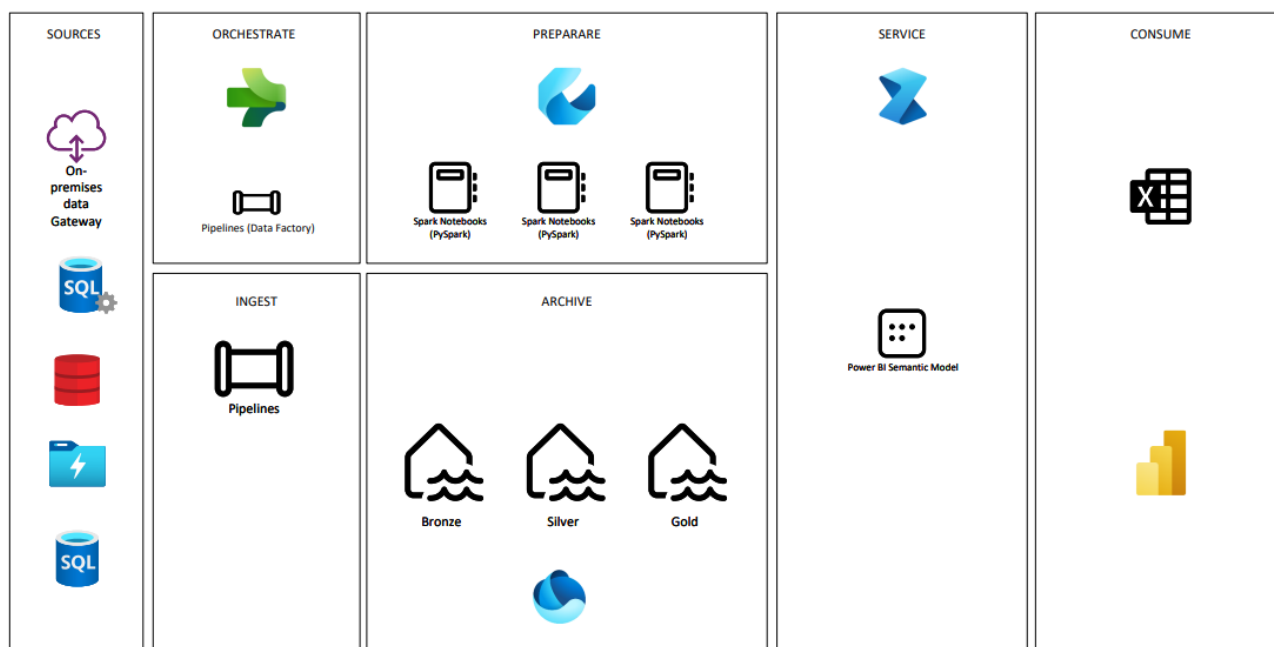 SOURCES
On-
premises
data
Gateway
SQL
SQL
ORCHESTRATE
Pipelines (Data Factory)
INGEST
Pipelines
PREPARARE
Spark Notebooks
(PySpark)
Spark Notebooks
(PySpark)
Spark Notebooks
(PySpark)
ARCHIVE
Bronze
Silver
Gold
SERVICE
Power BI Semantic Model
CONSUME
X